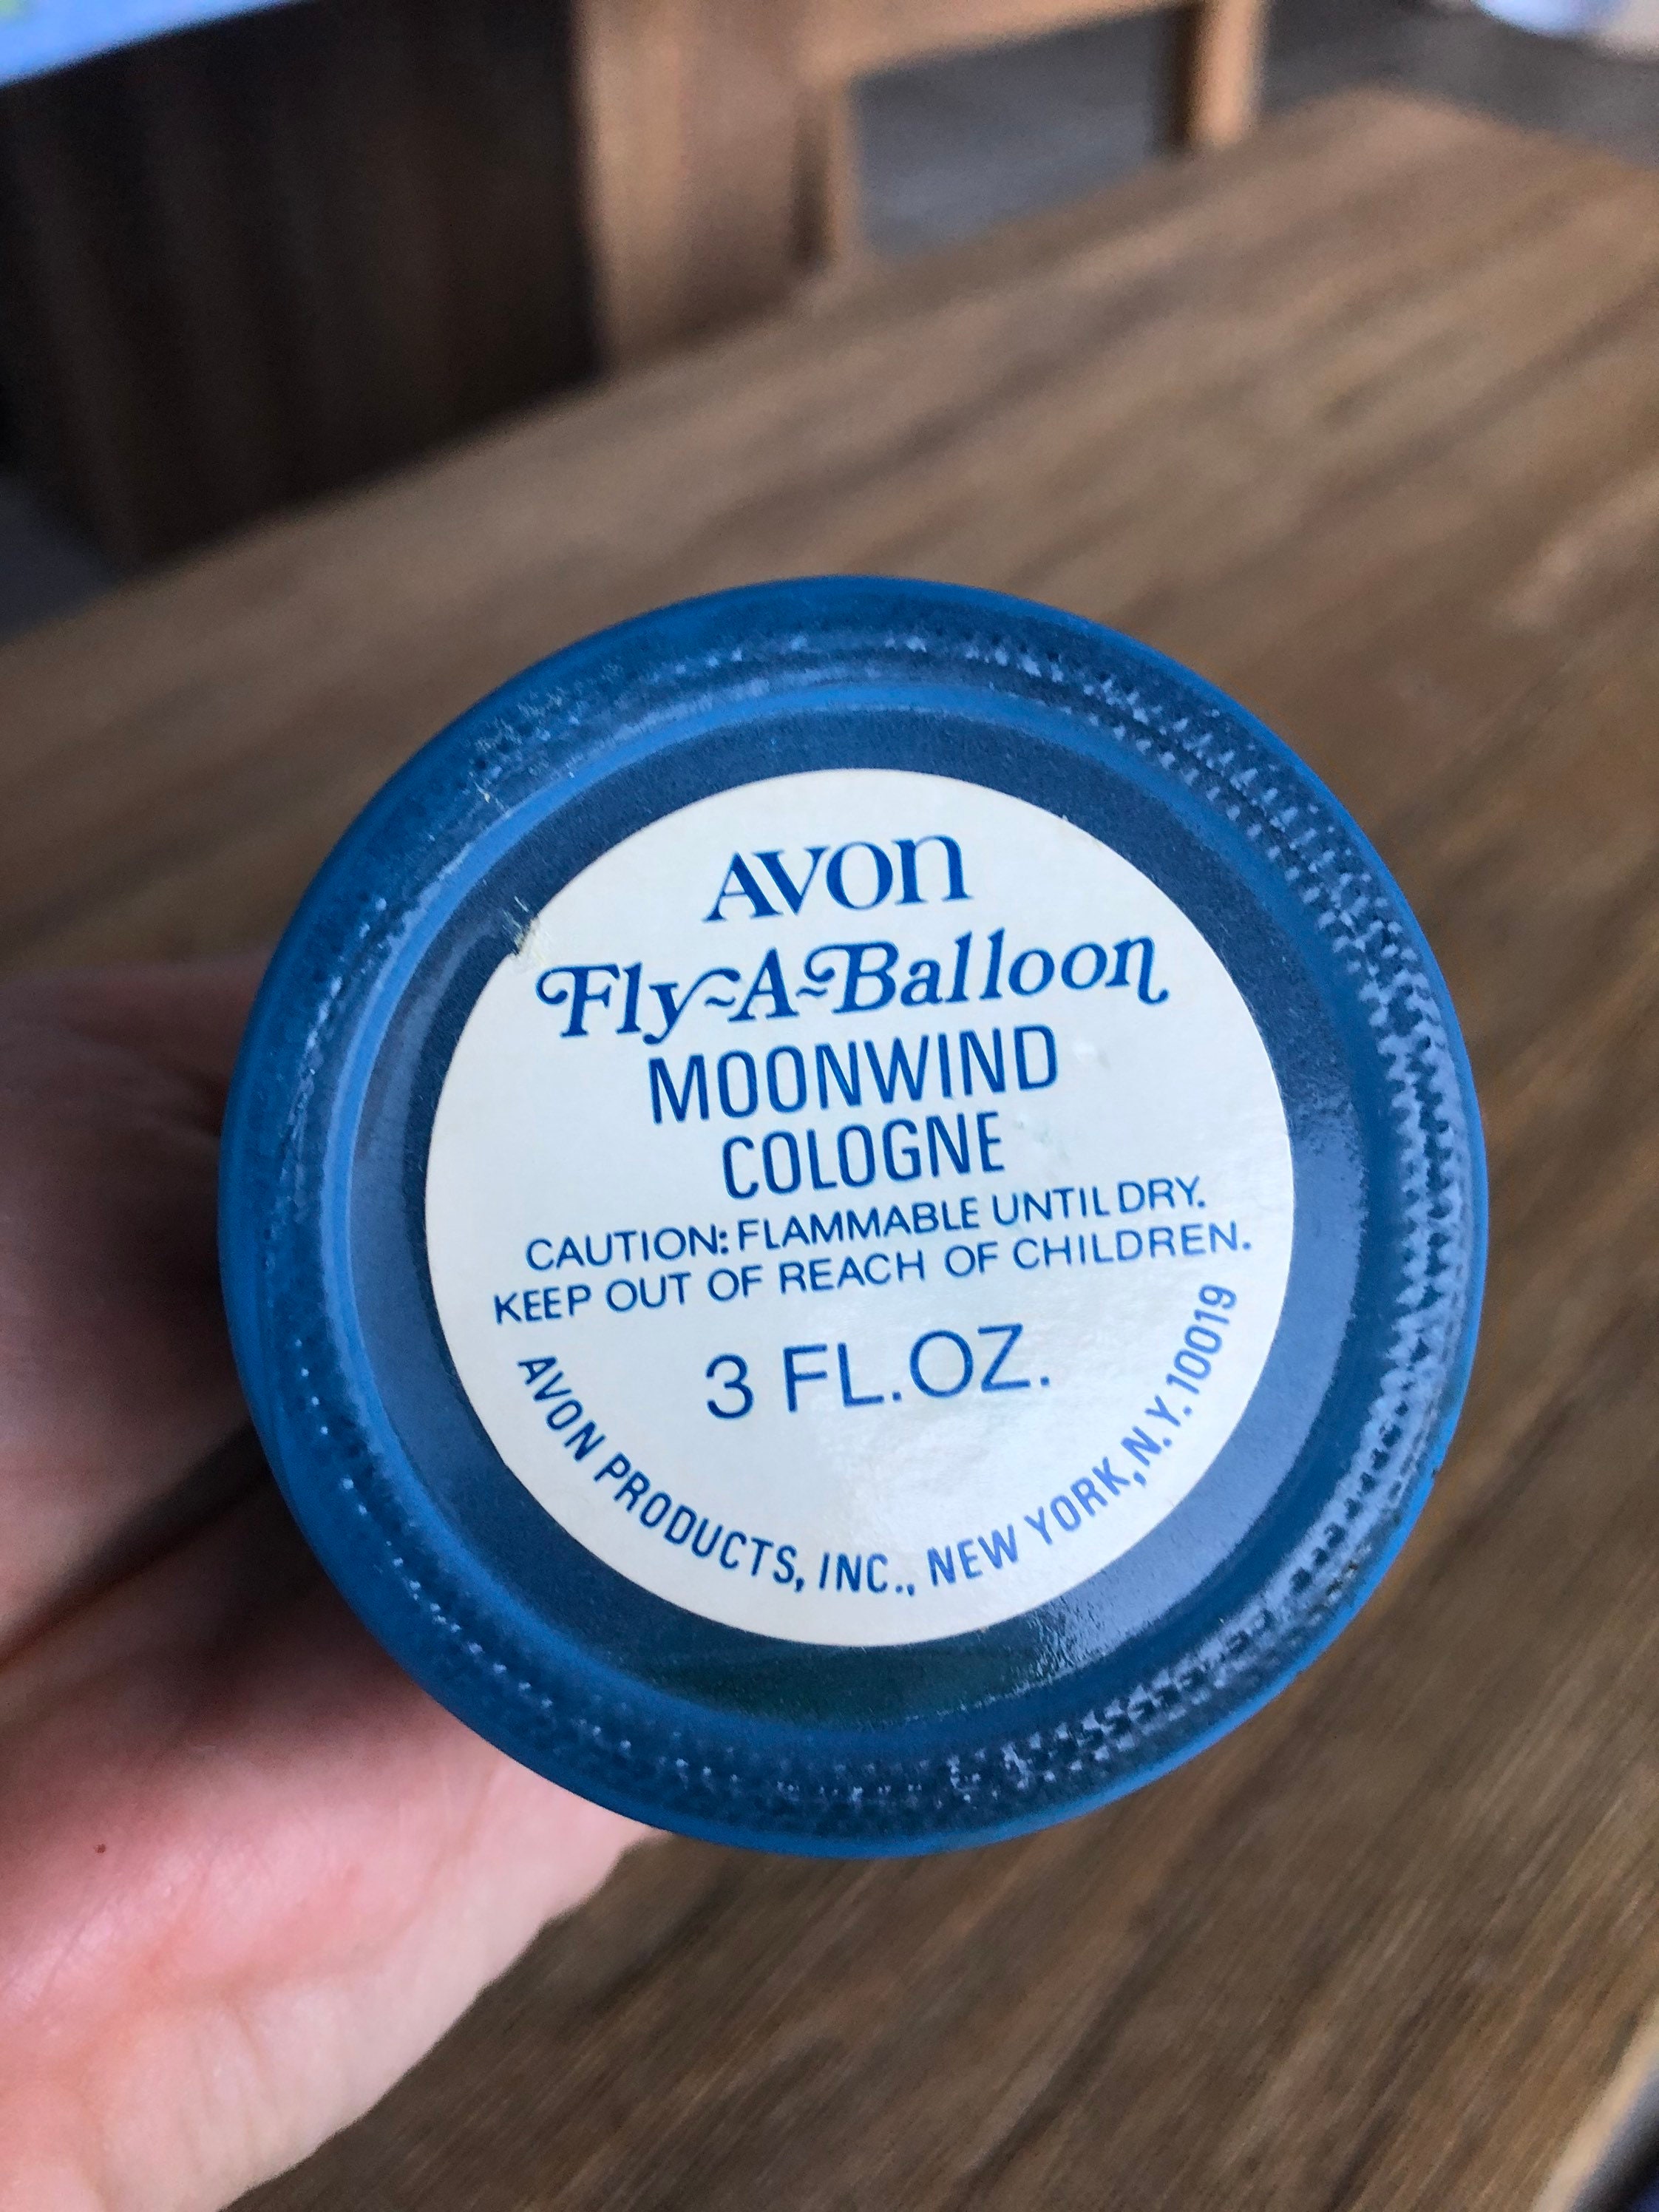 AVON
Fly~A~Balloon
MOONWIND
COLOGNE
CAUTION: FLAMMABLE UNTIL DRY.
KEEP OUT OF REACH OF CHILDREN.
3 FL.OZ.
AVON PRODUCTS, INC., NEW YORK, N.Y. 10019